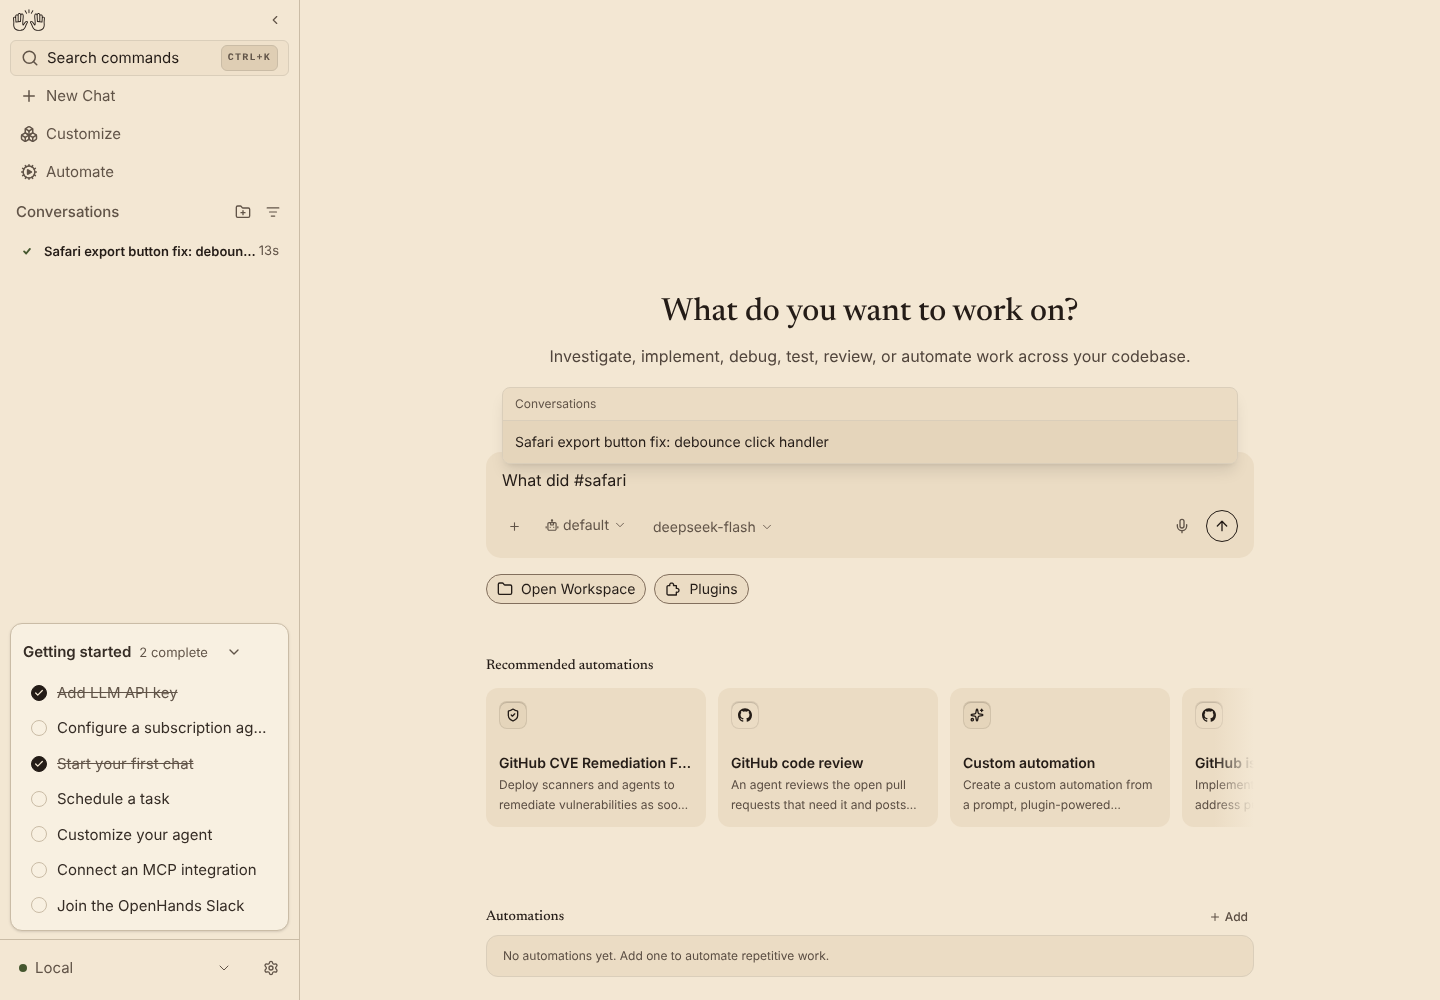 Search commands
CTRL+K
New Chat
Customize
Automate
Conversations
Safari export button fix: deboun... 13s
Getting started 2 complete
Add LLM API key
Configure a subscription ag...
Start your first chat
Schedule a task
Customize your agent
Connect an MCP integration
Join the OpenHands Slack
Local
What do you want to work on?
Investigate, implement, debug, test, review, or automate work across your codebase.
Conversations
Safari export button fix: debounce click handler
What did #safari
default
deepseek-flash
Open Workspace
Plugins
Recommended automations
GitHub CVE Remediation F...
Deploy scanners and agents to
remediate vulnerabilities as soo...
GitHub code review
An agent reviews the open pull
requests that need it and posts...
Custom automation
Create a custom automation from
a prompt, plugin-powered...
GitHub
address
Automations
Add
No automations yet. Add one to automate repetitive work.